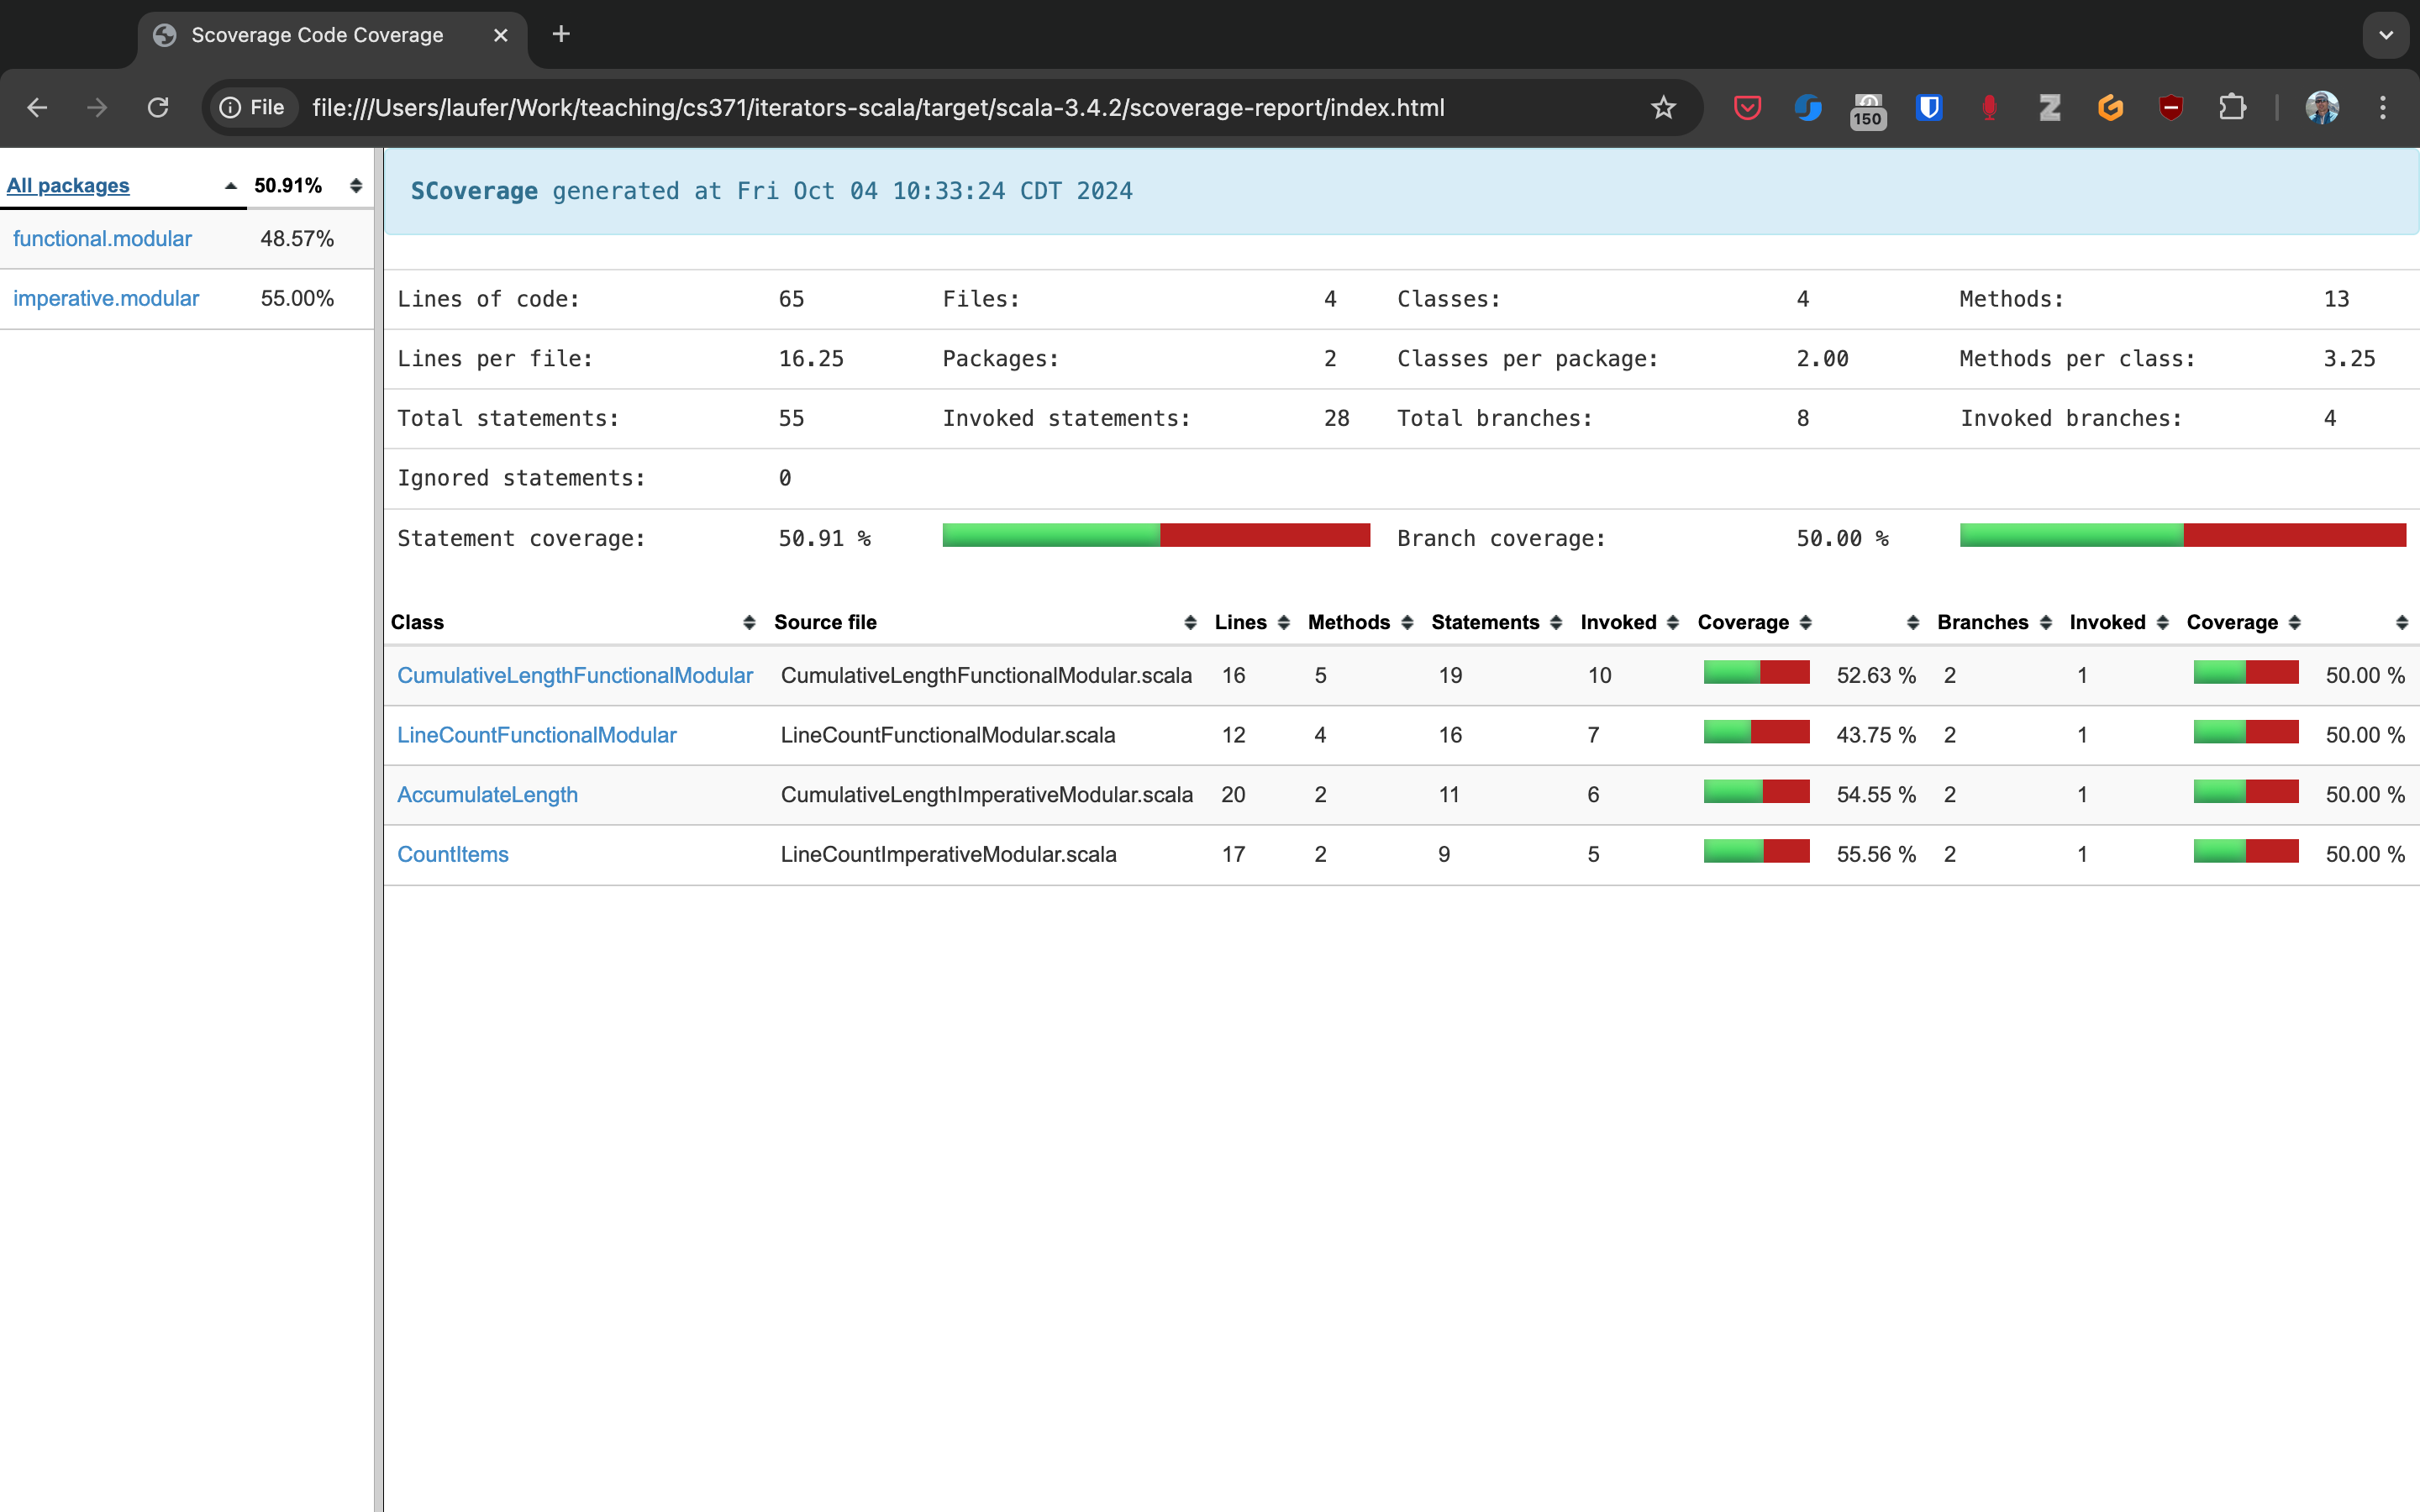 Scoverage Code Coverage
File file:///Users/laufer/Work/teaching/cs371/iterators-scala/target/scala-3.4.2/scoverage-report/index.html 150
All packages 50.91%
functional.modular 48.57%
imperative.modular 55.00%
SCoverage generated at Fri Oct 04 10:33:24 CDT 2024
Lines of code: 65 Files: 4 Classes: 4 Methods: 13
Lines per file: 16.25 Packages: 2 Classes per package: 2.00 Methods per class: 3.25
Total statements: 55 Invoked statements: 28 Total branches: 8 Invoked branches: 4
Ignored statements: 0
Statement coverage: 50.91 % Branch coverage: 50.00 %
Class Source file Lines Methods Statements Invoked Coverage Branches Invoked Coverage
CumulativeLengthFunctionalModular CumulativeLengthFunctionalModular.scala 16 5 19 10 52.63 % 2 1 50.00 %
LineCountFunctionalModular LineCountFunctionalModular.scala 12 4 16 7 43.75 % 2 1 50.00 %
AccumulateLength CumulativeLengthImperativeModular.scala 20 2 11 6 54.55 % 2 1 50.00 %
CountItems LineCountImperativeModular.scala 17 2 9 5 55.56 % 2 1 50.00 %